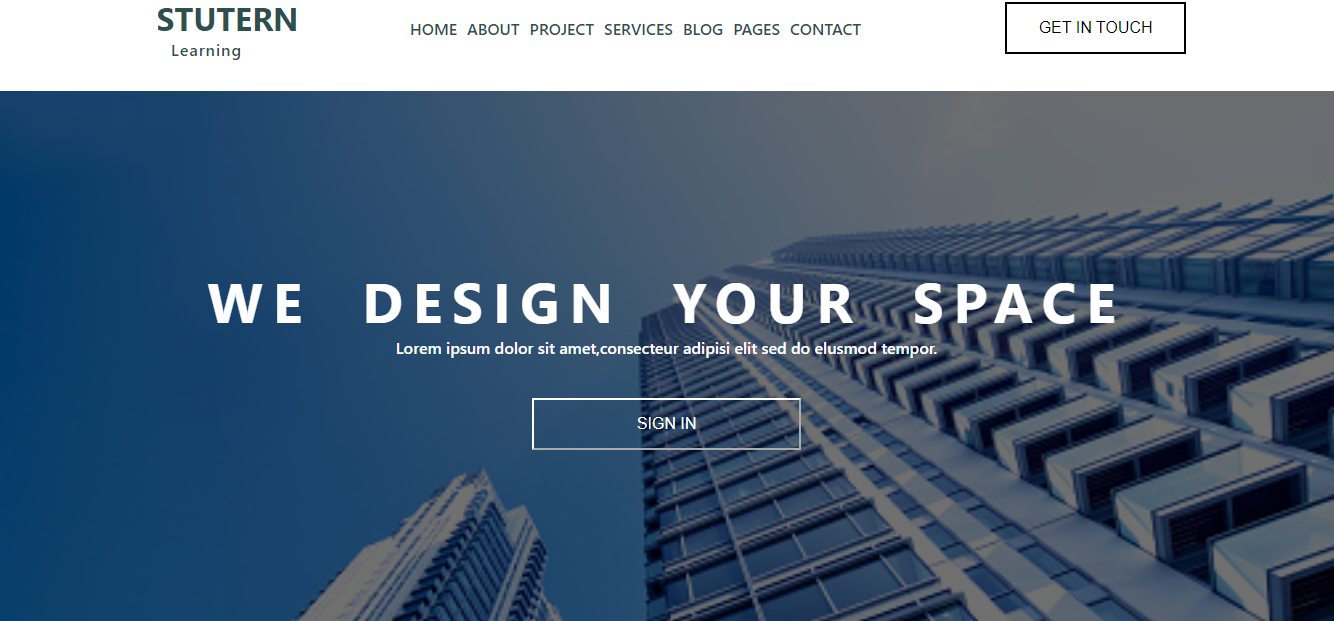 STUTERN
Learning
HOME ABOUT PROJECT SERVICES BLOG PAGES CONTACT
GET IN TOUCH
WE DESIGN YOUR SPACE
Lorem ipsum dolor sit amet,consecteur adipisi elit sed do elusmod tempor.
SIGN IN